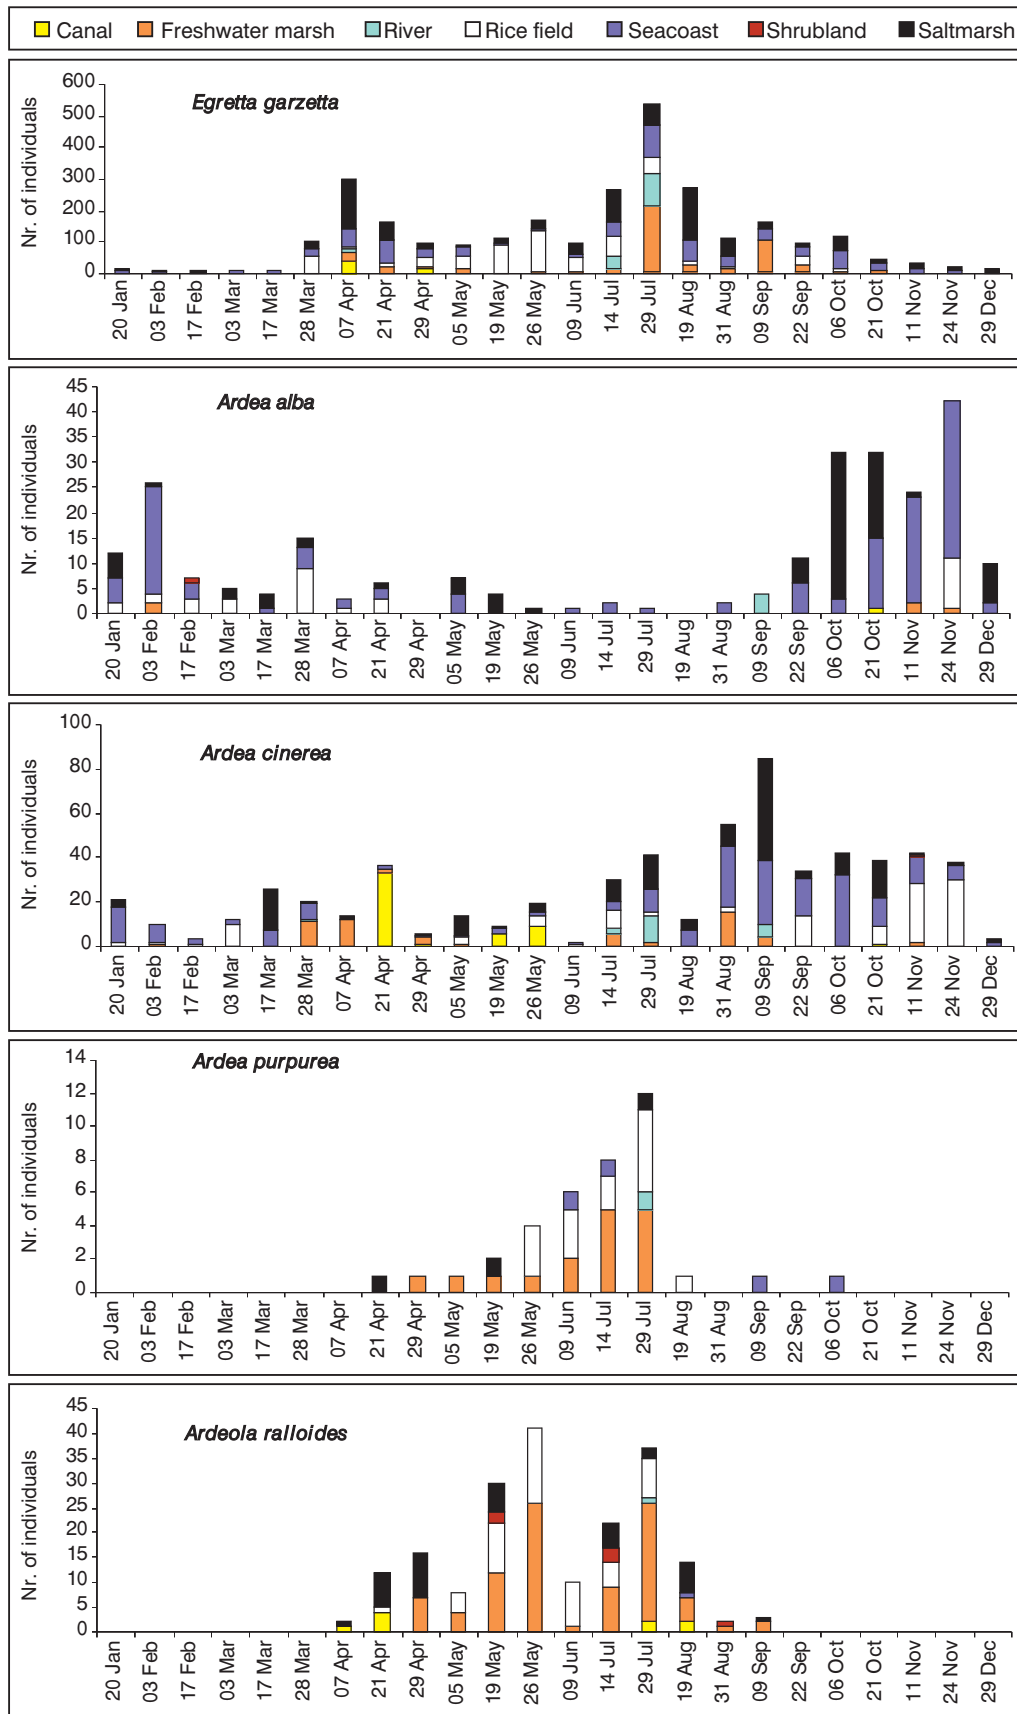 Canal Freshwater marsh River Rice field Seacoast Shrubland Saltmarsh
Egretta garzetta
Nr. of individuals
600
500
400
300
200
100
0
20 Jan 03 Feb 17 Feb 03 Mar 17 Mar 28 Mar 07 Apr 21 Apr 29 Apr 05 May 19 May 26 May 09 Jun 14 Jul 29 Jul 19 Aug 31 Aug 09 Sep 22 Sep 06 Oct 21 Oct 11 Nov 24 Nov 29 Dec
Ardea alba
Nr. of individuals
45
40
35
30
25
20
15
10
5
0
20 Jan 03 Feb 17 Feb 03 Mar 17 Mar 28 Mar 07 Apr 21 Apr 29 Apr 05 May 19 May 26 May 09 Jun 14 Jul 29 Jul 19 Aug 31 Aug 09 Sep 22 Sep 06 Oct 21 Oct 11 Nov 24 Nov 29 Dec
Ardea cinerea
Nr. of individuals
100
80
60
40
20
0
20 Jan 03 Feb 17 Feb 03 Mar 17 Mar 28 Mar 07 Apr 21 Apr 29 Apr 05 May 19 May 26 May 09 Jun 14 Jul 29 Jul 19 Aug 31 Aug 09 Sep 22 Sep 06 Oct 21 Oct 11 Nov 24 Nov 29 Dec
Ardea purpurea
Nr. of individuals
14
12
10
8
6
4
2
0
20 Jan 03 Feb 17 Feb 03 Mar 17 Mar 28 Mar 07 Apr 21 Apr 29 Apr 05 May 19 May 26 May 09 Jun 14 Jul 29 Jul 19 Aug 31 Aug 09 Sep 22 Sep 06 Oct 21 Oct 11 Nov 24 Nov 29 Dec
Ardeola ralloides
Nr. of individuals
45
40
35
30
25
20
15
10
5
0
20 Jan 03 Feb 17 Feb 03 Mar 17 Mar 28 Mar 07 Apr 21 Apr 29 Apr 05 May 19 May 26 May 09 Jun 14 Jul 29 Jul 19 Aug 31 Aug 09 Sep 22 Sep 06 Oct 21 Oct 11 Nov 24 Nov 29 Dec